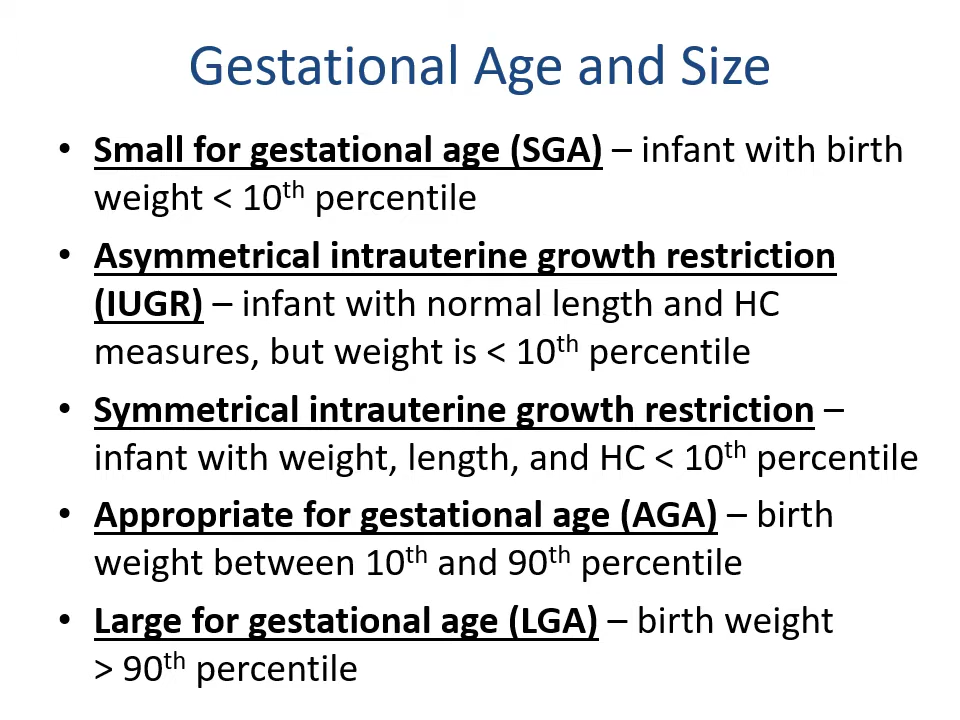 Gestational Age and Size
• Small for gestational age (SGA) – infant with birth
weight < 10th percentile
• Asymmetrical intrauterine growth restriction
(IUGR) – infant with normal length and HC
measures, but weight is < 10th percentile
• Symmetrical intrauterine growth restriction –
infant with weight, length, and HC < 10th percentile
• Appropriate for gestational age (AGA) – birth
weight between 10th and 90th percentile
• Large for gestational age (LGA) – birth weight
> 90th percentile